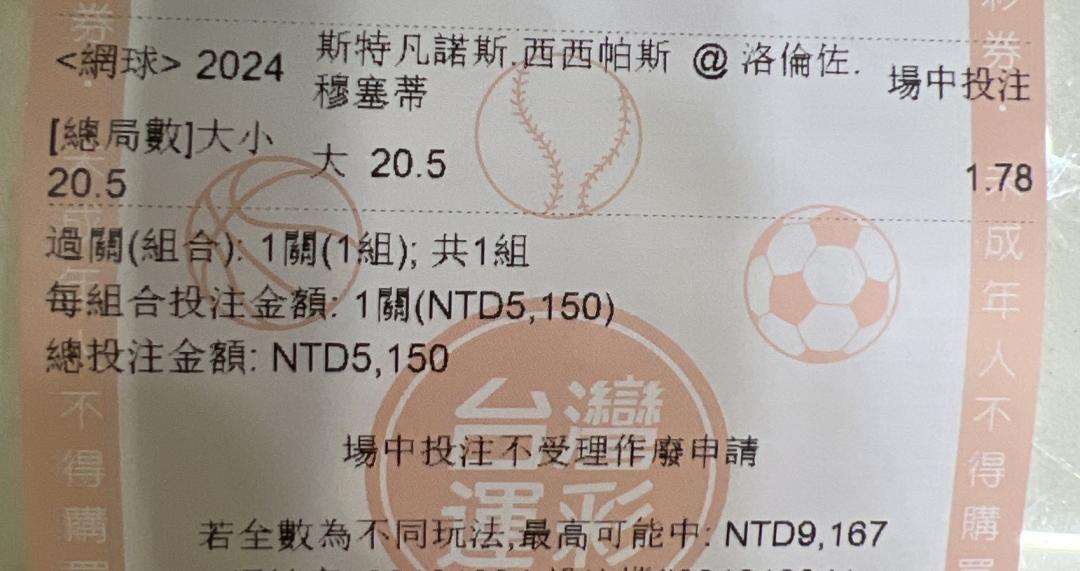 <網球> 2024 斯特凡諾斯.西西帕斯 @ 洛倫佐.穆塞蒂 場中投注
[總局數]大小 20.5 大 20.5 1.78
過關(組合): 1關(1組); 共1組
每組合投注金額: 1關(NTD5,150)
總投注金額: NTD5,150
場中投注不受理作廢申請
若全數為不同玩法,最高可能中: NTD9,167
台灣
運彩
券
成年人不得購
彩券
未成年人不得購